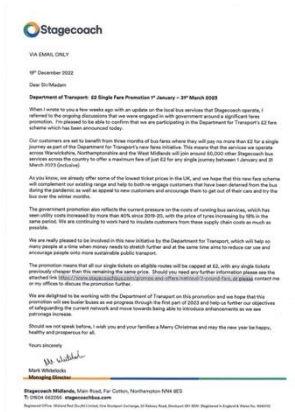 Stagecoach
VIA EMAIL ONLY
19th December 2022
Dear Sir/Madam
Department of Transport: £2 Single Fare Promotion 1st January – 31st March 2023
When I wrote to you a few weeks ago with an update on the local bus services that Stagecoach operate, I
referred to the ongoing discussions that we were engaged in with government around a significant fares
promotion. I'm pleased to be able to confirm that we are participating in the Department for Transport's £2 fare
scheme which has been announced today.
Our customers are set to benefit from three months of bus fares where they will pay no more than £2 for a single
journey as part of the Department for Transport's new fares initiative. This means that the services we operate
across Warwickshire, Northamptonshire and the West Midlands will join around other Stagecoach bus
services across the country to offer a maximum fare of just £2 for any single journey between 1 January and 31
March 2023 (inclusive).
As you know, we already offer some of the lowest ticket prices in the UK, and we hope that this new fare scheme
will complement our existing range and help to both re-engage customers that have been deterred from the bus
during the pandemic as well as appeal to new customers and encourage them to get out of their cars and try the
bus over the winter months.
The government promotion also reflects the current pressure on the costs of running bus services, which has
seen utility costs increased by more than 40% since 2019-20, with the price of tyres increasing by 18% in the
same period. We are continuing to work hard to insulate customers from these supply chain costs as much as
possible.
We are really pleased to be involved in this new initiative by the Department for Transport, which will help so
many people at a time when money needs to stretch further and at the same time aims to reduce car use and
encourage people onto more sustainable public transport.
The promotion means that all our single tickets on eligible routes will be capped at £2, with any single tickets
previously cheaper than this remaining the same price. Should you need any further information please see the
attached link or please contact me
or my offices to discuss the promotion further.
We are delighted to be working with the Department of Transport on this promotion and we hope that this
promotion will see busier buses as we progress through the first part of 2023 and help us further our objectives
of safeguarding the current network and move towards being able to introduce enhancements as we see
patronage increase.
Should we not speak before, I wish you and your families a Merry Christmas and may the new year be happy,
healthy and prosperous for all.
Yours sincerely
Mark Whitelocks
Managing Director
Stagecoach Midlands, Main Road, Far Cotton, Northampton NN4 8ES
T: 01604 662266 stagecoachbus.com